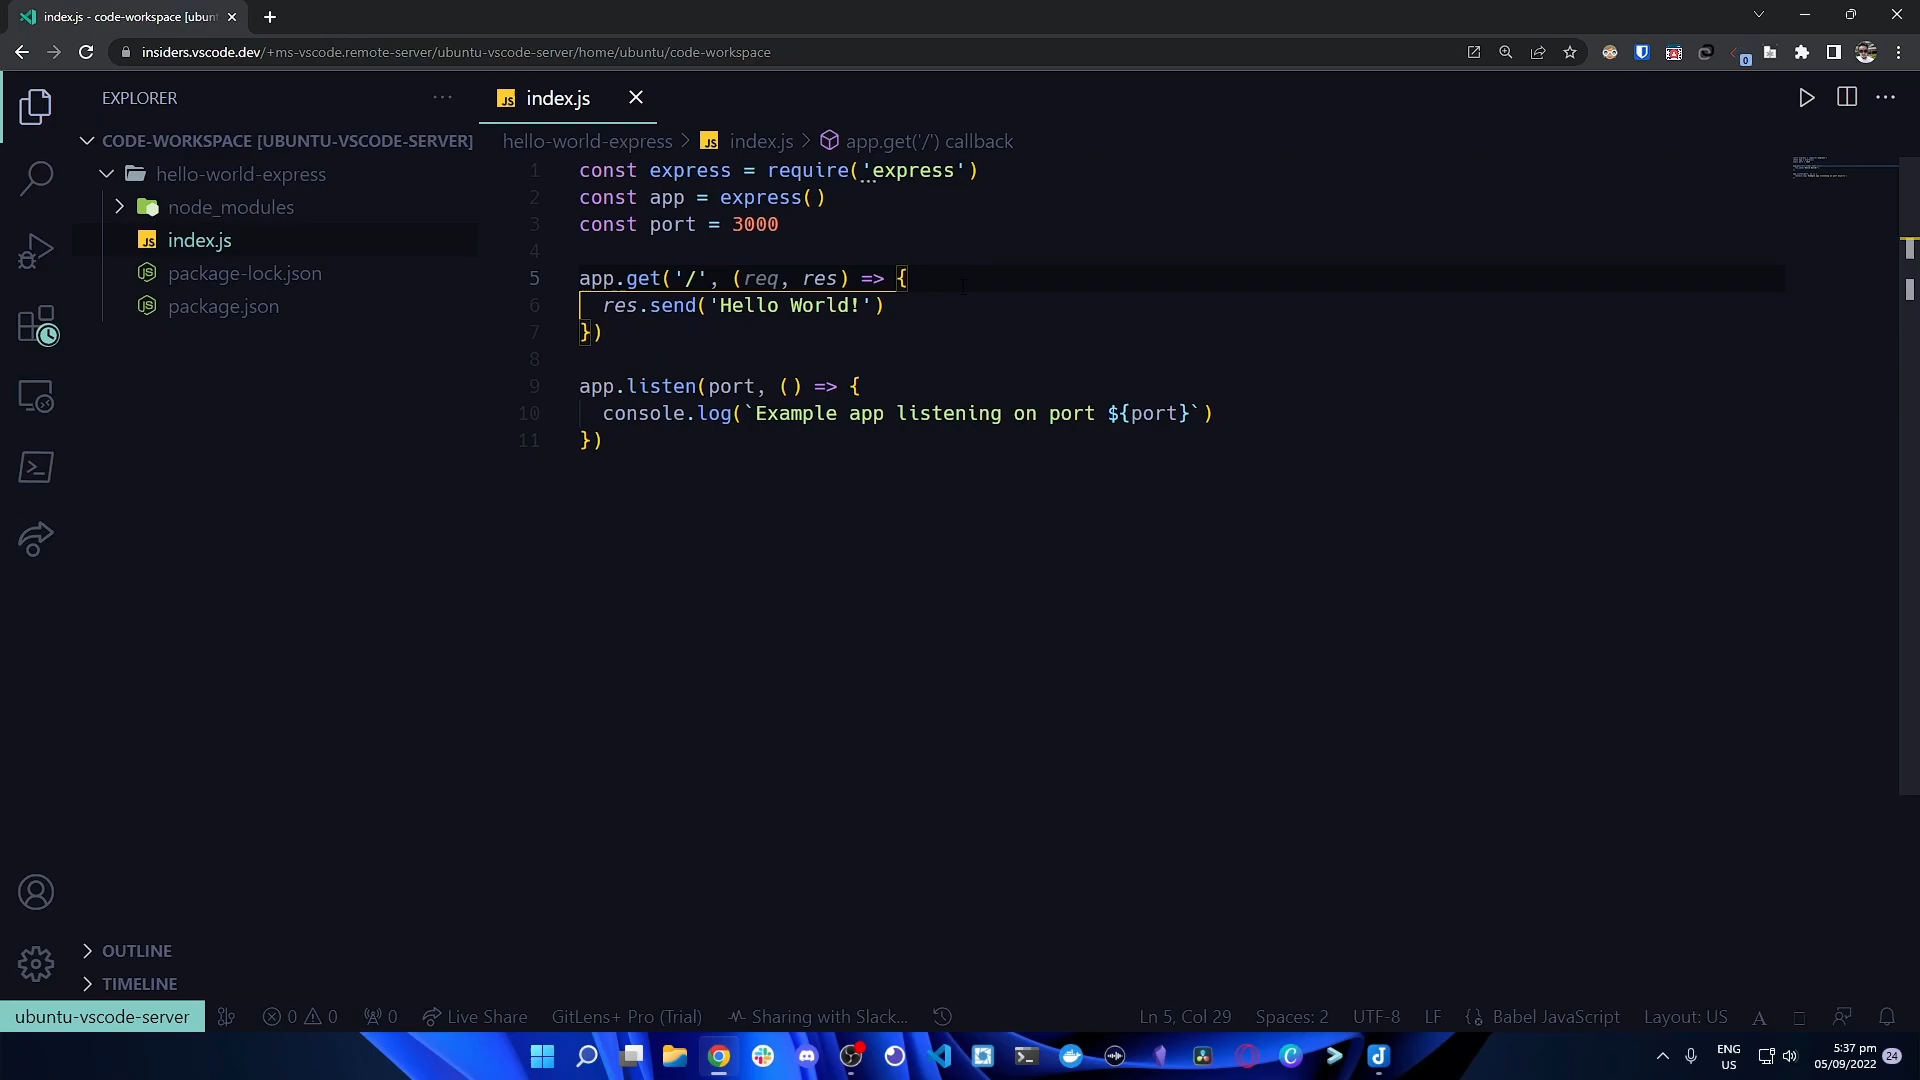 index.js - code-workspace [ubunt
insiders.vscode.dev/+ms-vscode.remote-server/ubuntu-vscode-server/home/ubuntu/code-workspace
0
EXPLORER
CODE-WORKSPACE [UBUNTU-VSCODE-SERVER]
hello-world-express
node_modules
JS index.js
package-lock.json
package.json
OUTLINE
TIMELINE
JS index.js
hello-world-express > JS index.js > app.get('/') callback
1 const express = require('express')
2 const app = express()
3 const port = 3000
4
5 app.get('/', (req, res) => {
6 res.send('Hello World!')
7 })
8
9 app.listen(port, () => {
10 console.log(`Example app listening on port ${port}`)
11 })
ubuntu-vscode-server 0 0 0 Live Share GitLens+ Pro (Trial) Sharing with Slack... Ln 5, Col 29 Spaces: 2 UTF-8 LF Babel JavaScript Layout: US
ENG
US
5:37 pm
05/09/2022
24